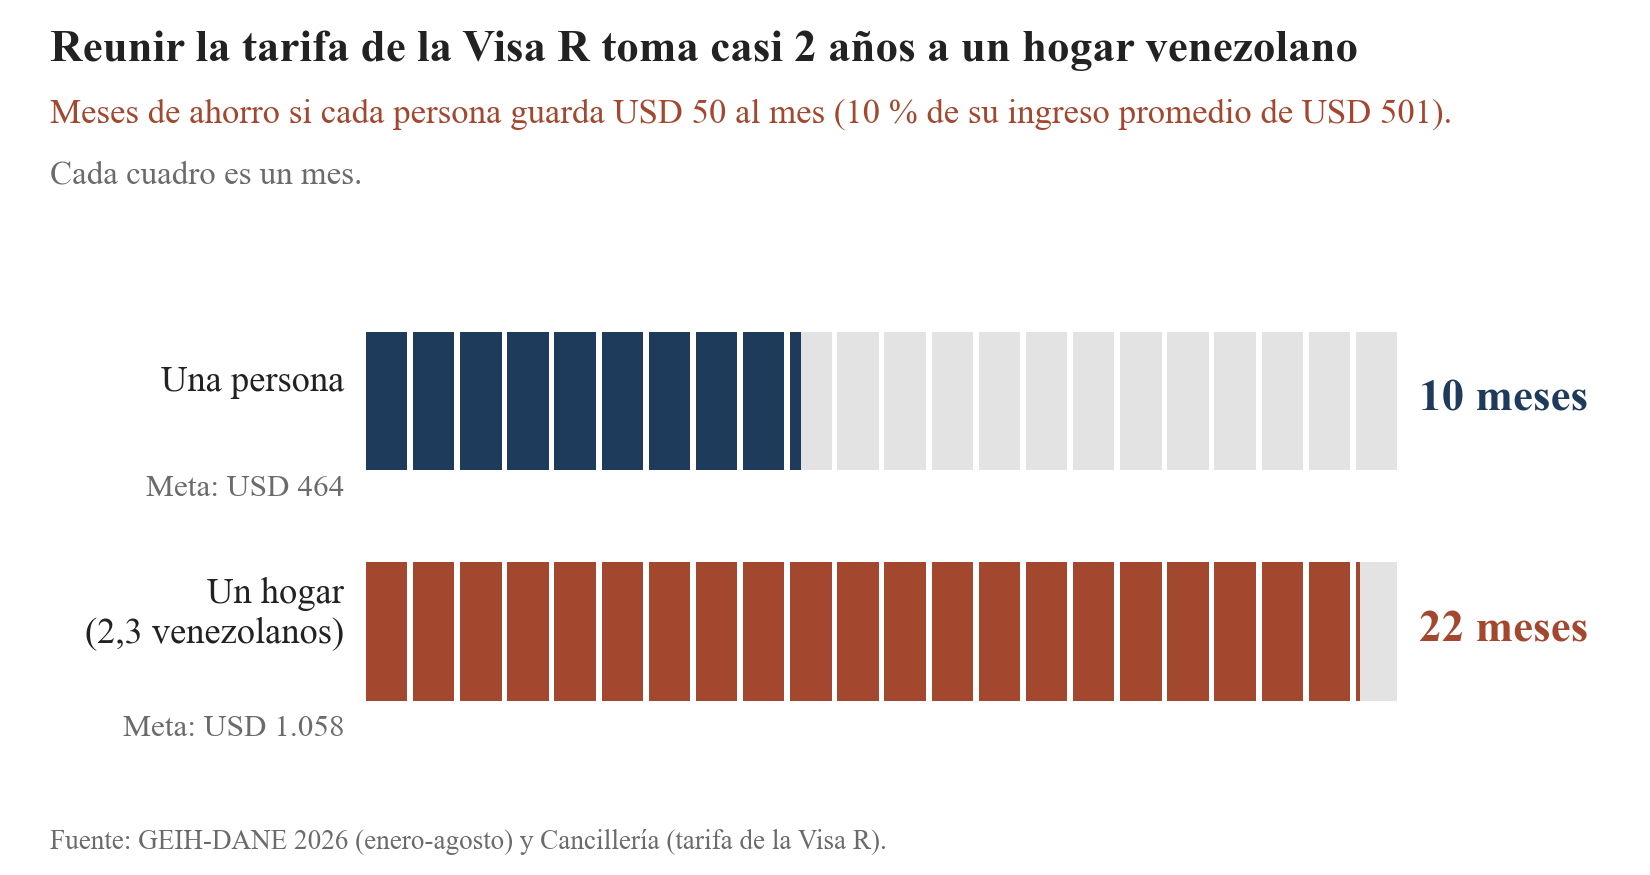 Reunir la tarifa de la Visa R toma casi 2 años a un hogar venezolano
Meses de ahorro si cada persona guarda USD 50 al mes (10 % de su ingreso promedio de USD 501).
Cada cuadro es un mes.
Una persona
10 meses
Meta: USD 464
Un hogar
(2,3 venezolanos)
22 meses
Meta: USD 1.058
Fuente: GEIH-DANE 2026 (enero-agosto) y Cancillería (tarifa de la Visa R).